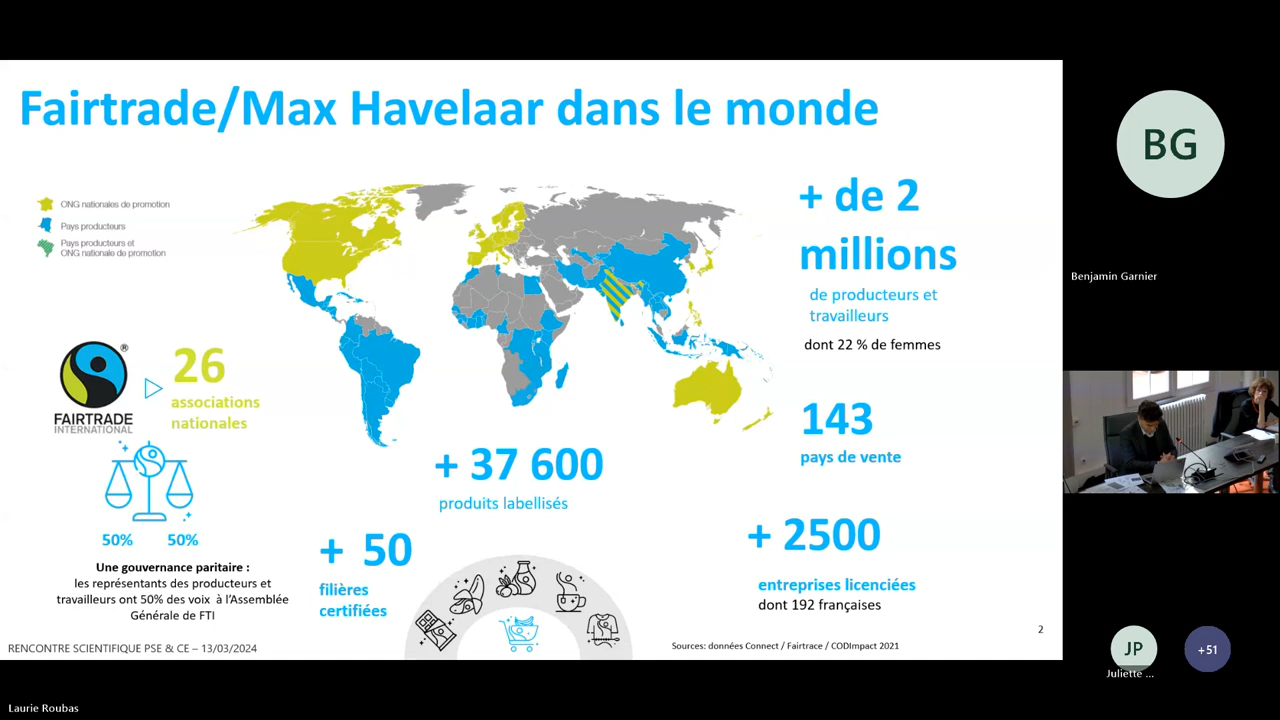 Fairtrade/Max Havelaar dans le monde
ONG nationales de promotion
Pays producteurs
Pays producteurs et
ONG nationale de promotion
FAIRTRADE
INTERNATIONAL
®
26
associations
nationales
50% 50%
Une gouvernance paritaire :
les représentants des producteurs et
travailleurs ont 50% des voix à l'Assemblée
Générale de FTI
+ 37 600
produits labellisés
+ 50
filières
certifiées
+ de 2
millions
de producteurs et
travailleurs
dont 22 % de femmes
143
pays de vente
+ 2500
entreprises licenciées
dont 192 françaises
2
RENCONTRE SCIENTIFIQUE PSE & CE – 13/03/2024
Sources: données Connect / Fairtrace / CODImpact 2021
BG
Benjamin Garnier
JP
Juliette ...
+51
Laurie Roubas